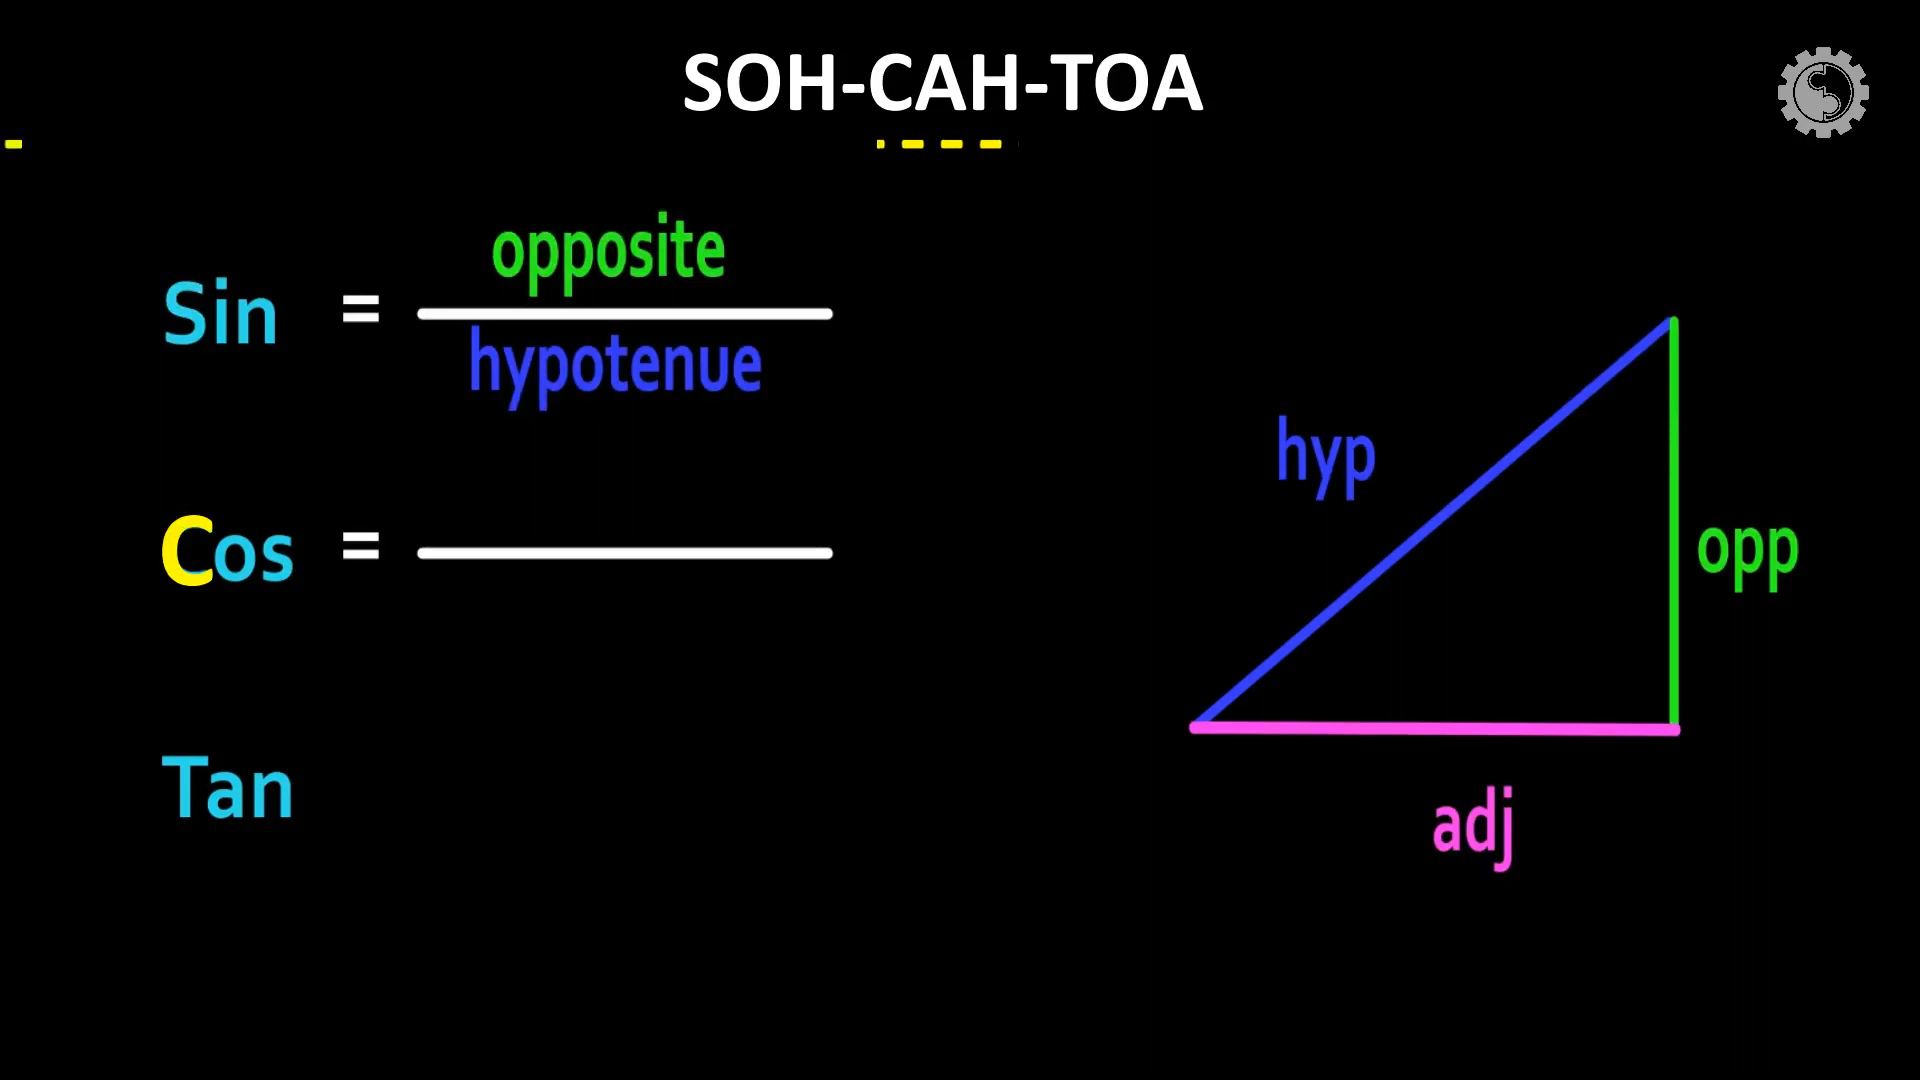 SOH-CAH-TOA
opposite
Sin =
hypotenue
hyp
Cos =
opp
Tan
adj